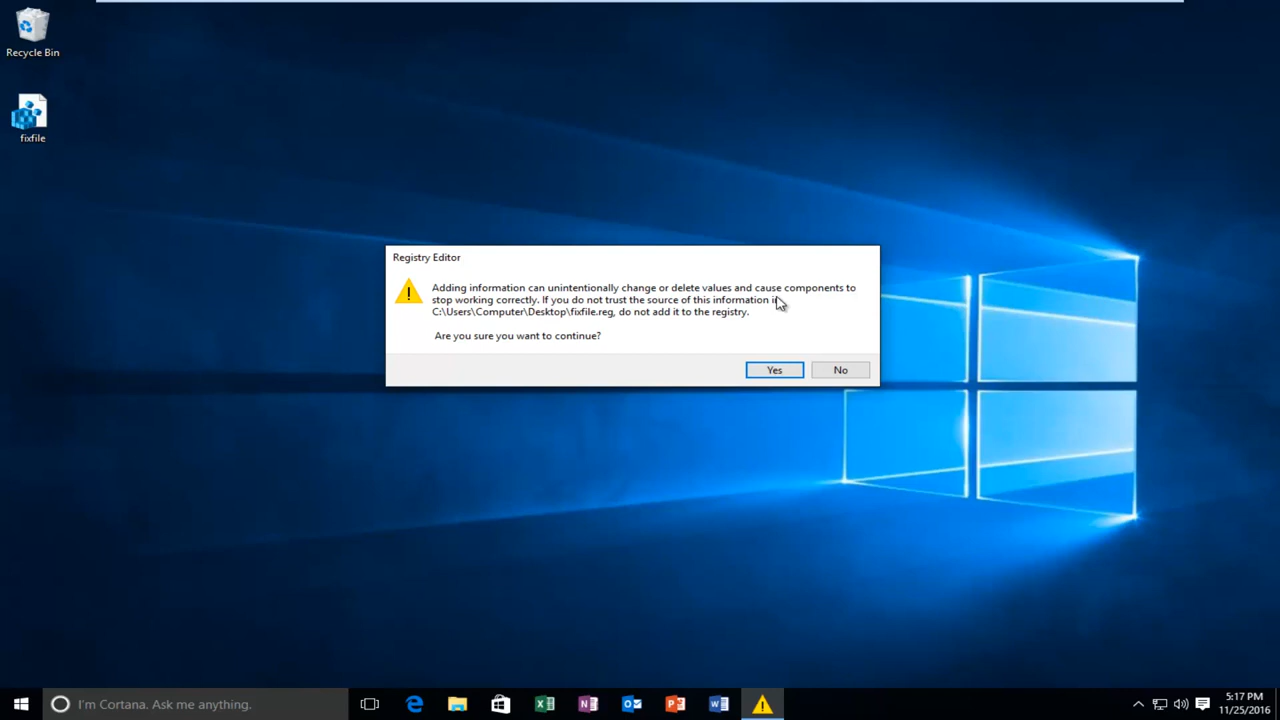 Recycle Bin
fixfile
Registry Editor
Adding information can unintentionally change or delete values and cause components to
stop working correctly. If you do not trust the source of this information i
C:\Users\Computer\Desktop\fixfile.reg, do not add it to the registry.
Are you sure you want to continue?
Yes
No
I'm Cortana. Ask me anything.
5:17 PM
11/25/2016